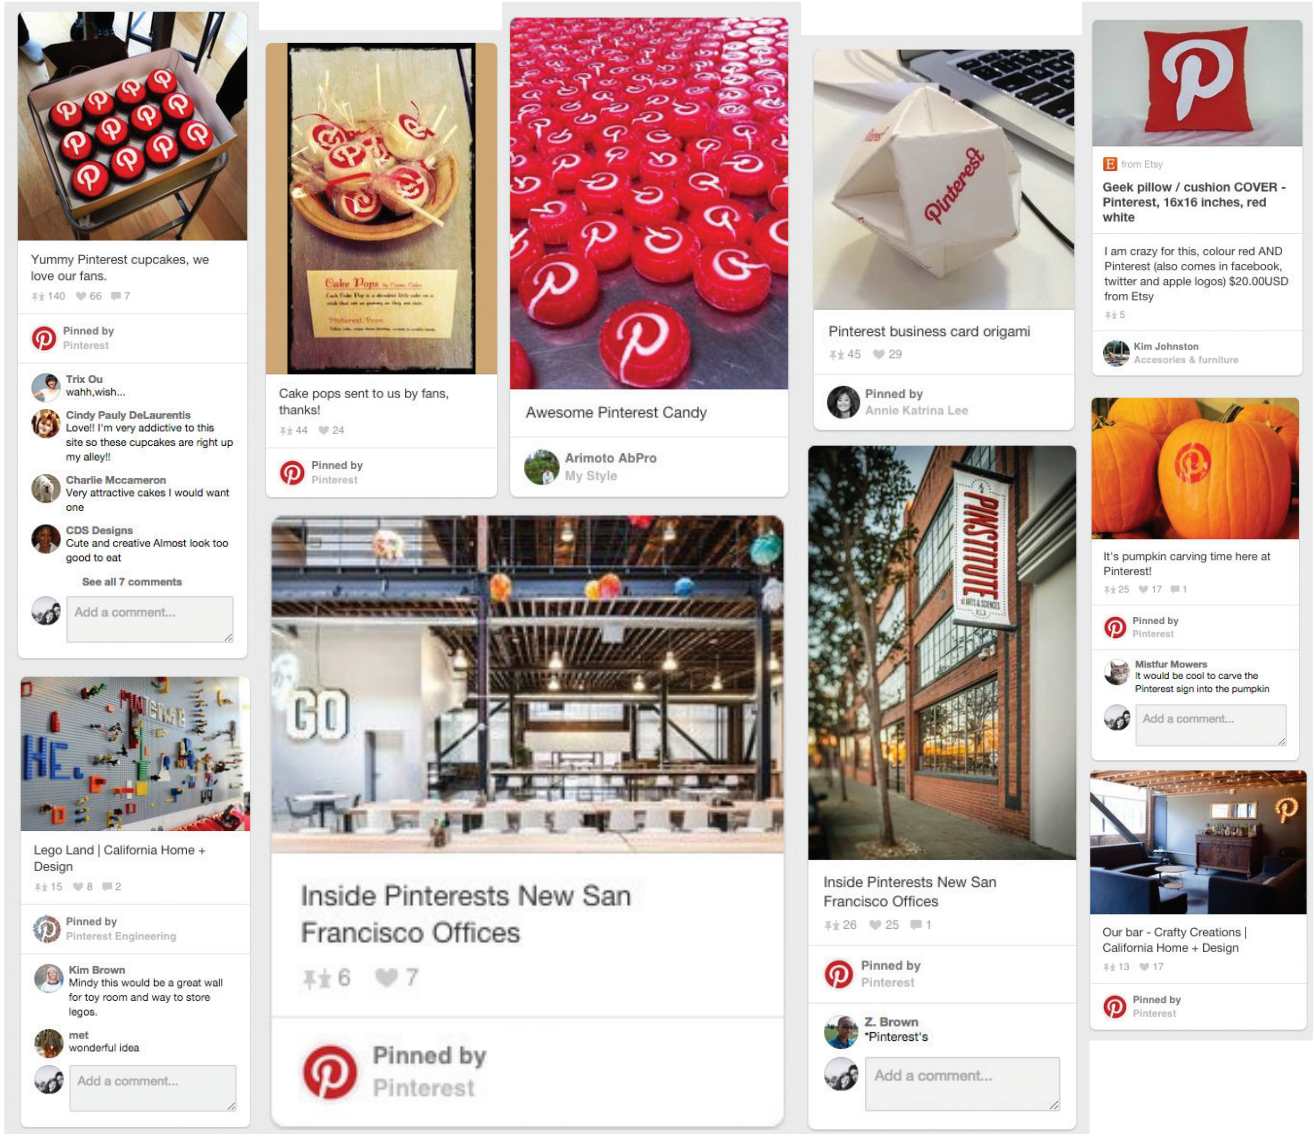 Yummy Pinterest cupcakes, we
love our fans.
140 66 7
Pinned by
Pinterest
Trix Ou
wahh,wish...
Cindy Pauly DeLaurentis
Love!! I'm very addictive to this
site so these cupcakes are right up
my alley!!
Charlie Mccameron
Very attractive cakes I would want
one
CDS Designs
Cute and creative Almost look too
good to eat
See all 7 comments
Add a comment...
HE
Lego Land | California Home +
Design
15 8 2
Pinned by
Pinterest Engineering
Kim Brown
Mindy this would be a great wall
for toy room and way to store
legos.
met
wonderful idea
Add a comment...
Cake Pops
Pinterest Pops
Cake pops sent to us by fans,
thanks!
44 24
Pinned by
Pinterest
Awesome Pinterest Candy
Arimoto AbPro
My Style
GO
Inside Pinterests New San
Francisco Offices
6 7
Pinned by
Pinterest
Pinterest
Pinterest business card origami
45 29
Pinned by
Annie Katrina Lee
PINSTITUTE
of ARTS & SCIENCES
Inside Pinterests New San
Francisco Offices
26 25 1
Pinned by
Pinterest
Z. Brown
*Pinterest's
Add a comment...
E from Etsy
Geek pillow / cushion COVER -
Pinterest, 16x16 inches, red
white
I am crazy for this, colour red AND
Pinterest (also comes in facebook,
twitter and apple logos) $20.00USD
from Etsy
5
Kim Johnston
Accesories & furniture
It's pumpkin carving time here at
Pinterest!
25 17 1
Pinned by
Pinterest
Mistfur Mowers
It would be cool to carve the
Pinterest sign into the pumpkin
Add a comment...
Our bar - Crafty Creations |
California Home + Design
13 17
Pinned by
Pinterest